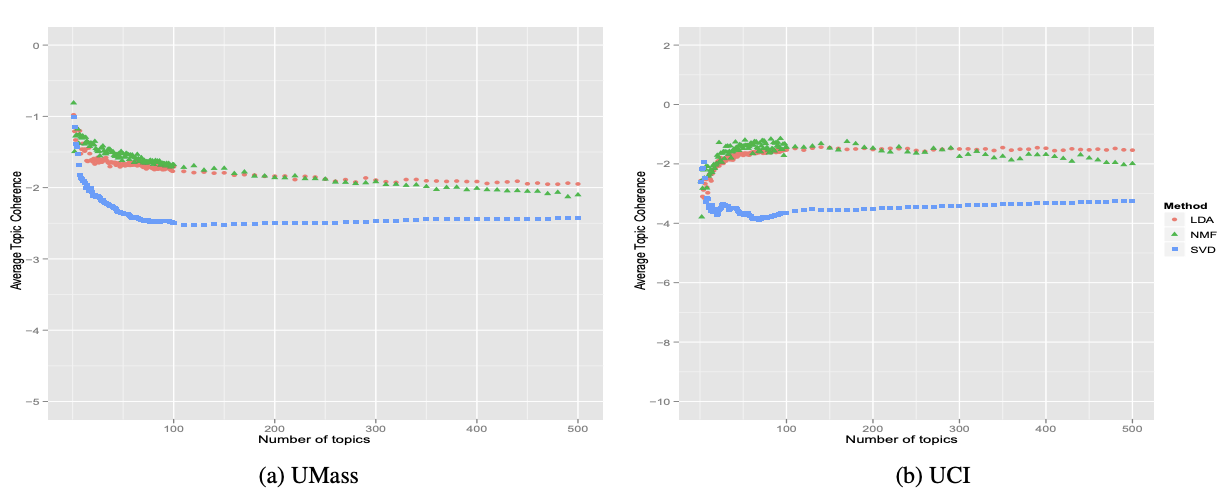 0
−1
−2
−3
−4
−5
Average Topic Coherence
100
200
300
400
500
Number of topics
(a) UMass
2
0
−2
−4
−6
−8
−10
Average Topic Coherence
100
200
300
400
500
Number of topics
(b) UCI
Method
LDA
NMF
SVD